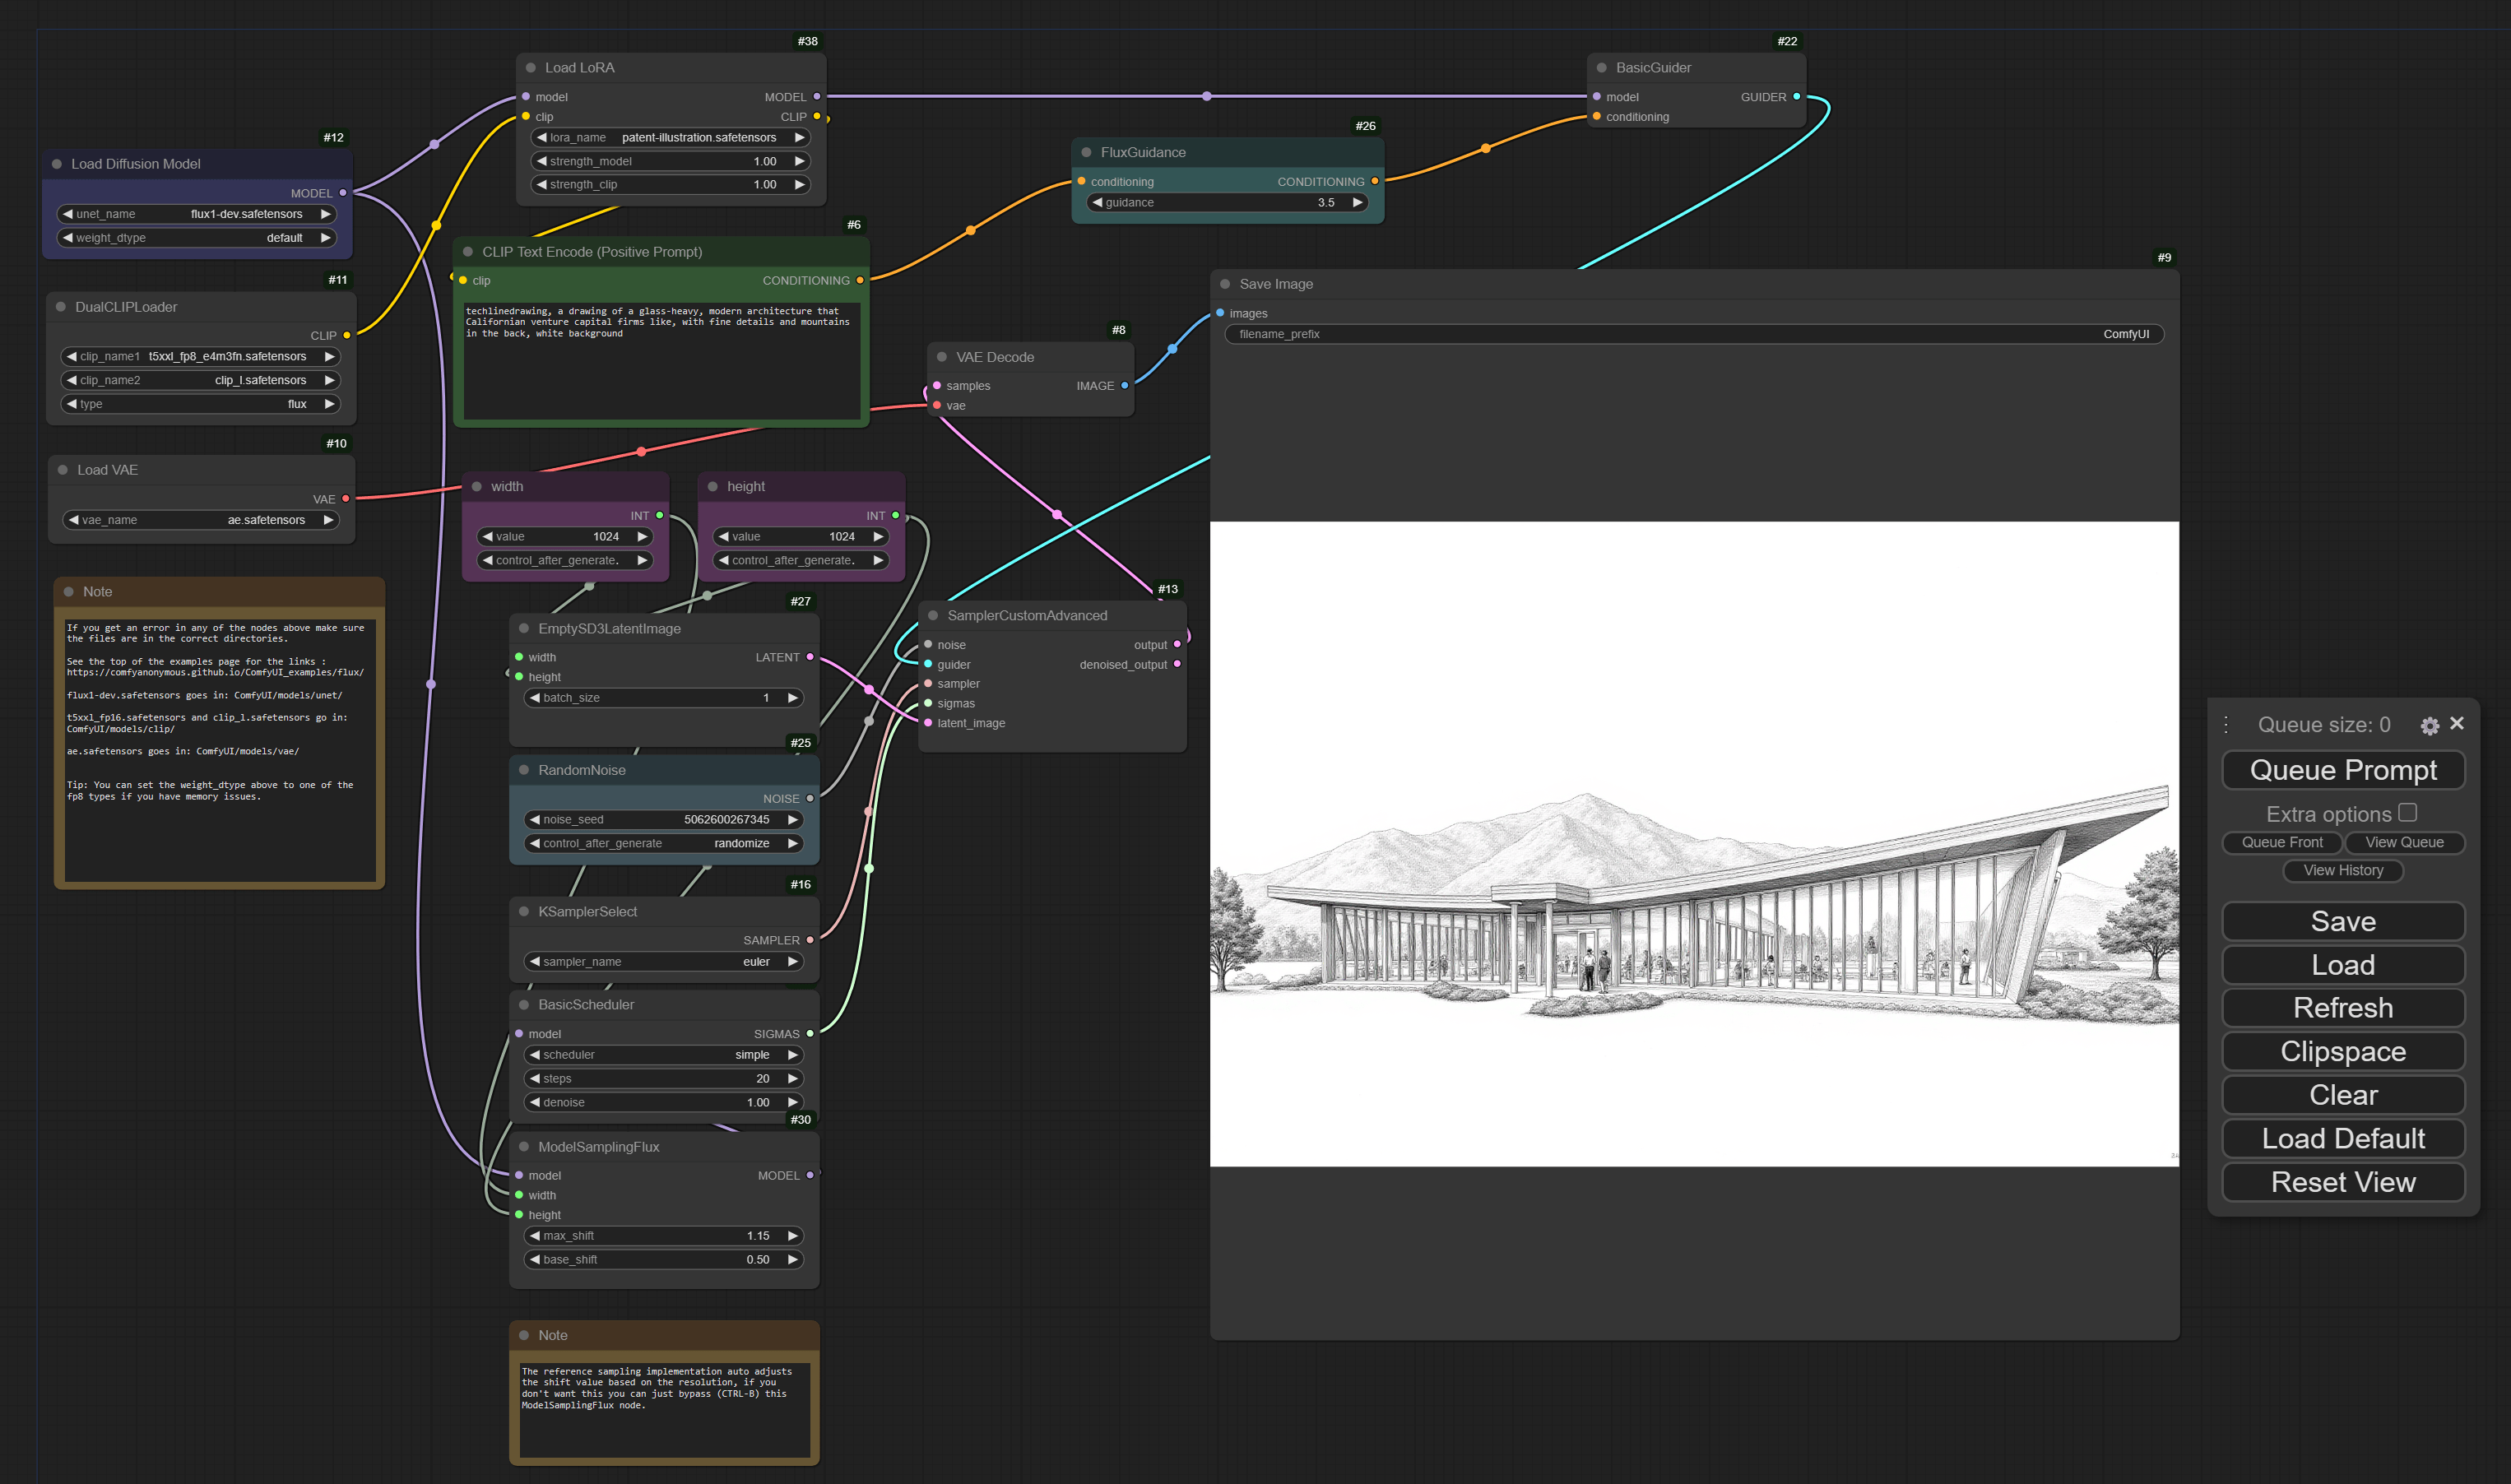 #38
Load LoRA
model MODEL
clip CLIP
lora_name patent-illustration.safetensors
strength_model 1.00
strength_clip 1.00
#22
BasicGuider
model GUIDER
conditioning
#26
FluxGuidance
conditioning CONDITIONING
guidance 3.5
#12
Load Diffusion Model
MODEL
unet_name flux1-dev.safetensors
weight_dtype default
#6
CLIP Text Encode (Positive Prompt)
clip CONDITIONING
techlinedrawing, a drawing of a glass-heavy, modern architecture that
Californian venture capital firms like, with fine details and mountains
in the back, white background
#11
DualCLIPLoader
CLIP
clip_name1 t5xxl_fp8_e4m3fn.safetensors
clip_name2 clip_l.safetensors
type flux
#8
VAE Decode
samples IMAGE
vae
#9
Save Image
images
filename_prefix ComfyUI
#10
Load VAE
VAE
vae_name ae.safetensors
width
INT
value 1024
control_after_generate.
height
INT
value 1024
control_after_generate.
Note
If you get an error in any of the nodes above make sure
the files are in the correct directories.
See the top of the examples page for the links :
https://comfyanonymous.github.io/ComfyUI_examples/flux/
flux1-dev.safetensors goes in: ComfyUI/models/unet/
t5xxl_fp16.safetensors and clip_l.safetensors go in:
ComfyUI/models/clip/
ae.safetensors goes in: ComfyUI/models/vae/
Tip: You can set the weight_dtype above to one of the
fp8 types if you have memory issues.
#27
EmptySD3LatentImage
width LATENT
height
batch_size 1
#13
SamplerCustomAdvanced
noise output
guider denoised_output
sampler
sigmas
latent_image
#25
RandomNoise
NOISE
noise_seed 5062600267345
control_after_generate randomize
#16
KSamplerSelect
SAMPLER
sampler_name euler
BasicScheduler
model SIGMAS
scheduler simple
steps 20
denoise 1.00
#30
ModelSamplingFlux
model MODEL
width
height
max_shift 1.15
base_shift 0.50
Note
The reference sampling implementation auto adjusts
the shift value based on the resolution, if you
don't want this you can just bypass (CTRL-B) this
ModelSamplingFlux node.
Queue size: 0
Queue Prompt
Extra options
Queue Front View Queue
View History
Save
Load
Refresh
Clipspace
Clear
Load Default
Reset View